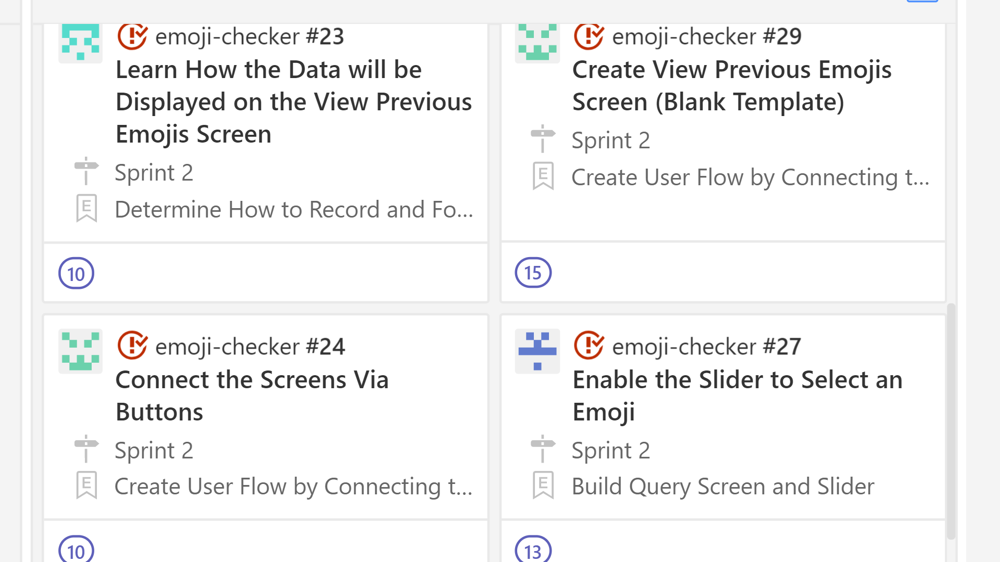 emoji-checker #23
Learn How the Data will be
Displayed on the View Previous
Emojis Screen
Sprint 2
E
Determine How to Record and Fo...
10
emoji-checker #29
Create View Previous Emojis
Screen (Blank Template)
Sprint 2
E
Create User Flow by Connecting t...
15
emoji-checker #24
Connect the Screens Via
Buttons
Sprint 2
E
Create User Flow by Connecting t...
10
emoji-checker #27
Enable the Slider to Select an
Emoji
Sprint 2
E
Build Query Screen and Slider
13